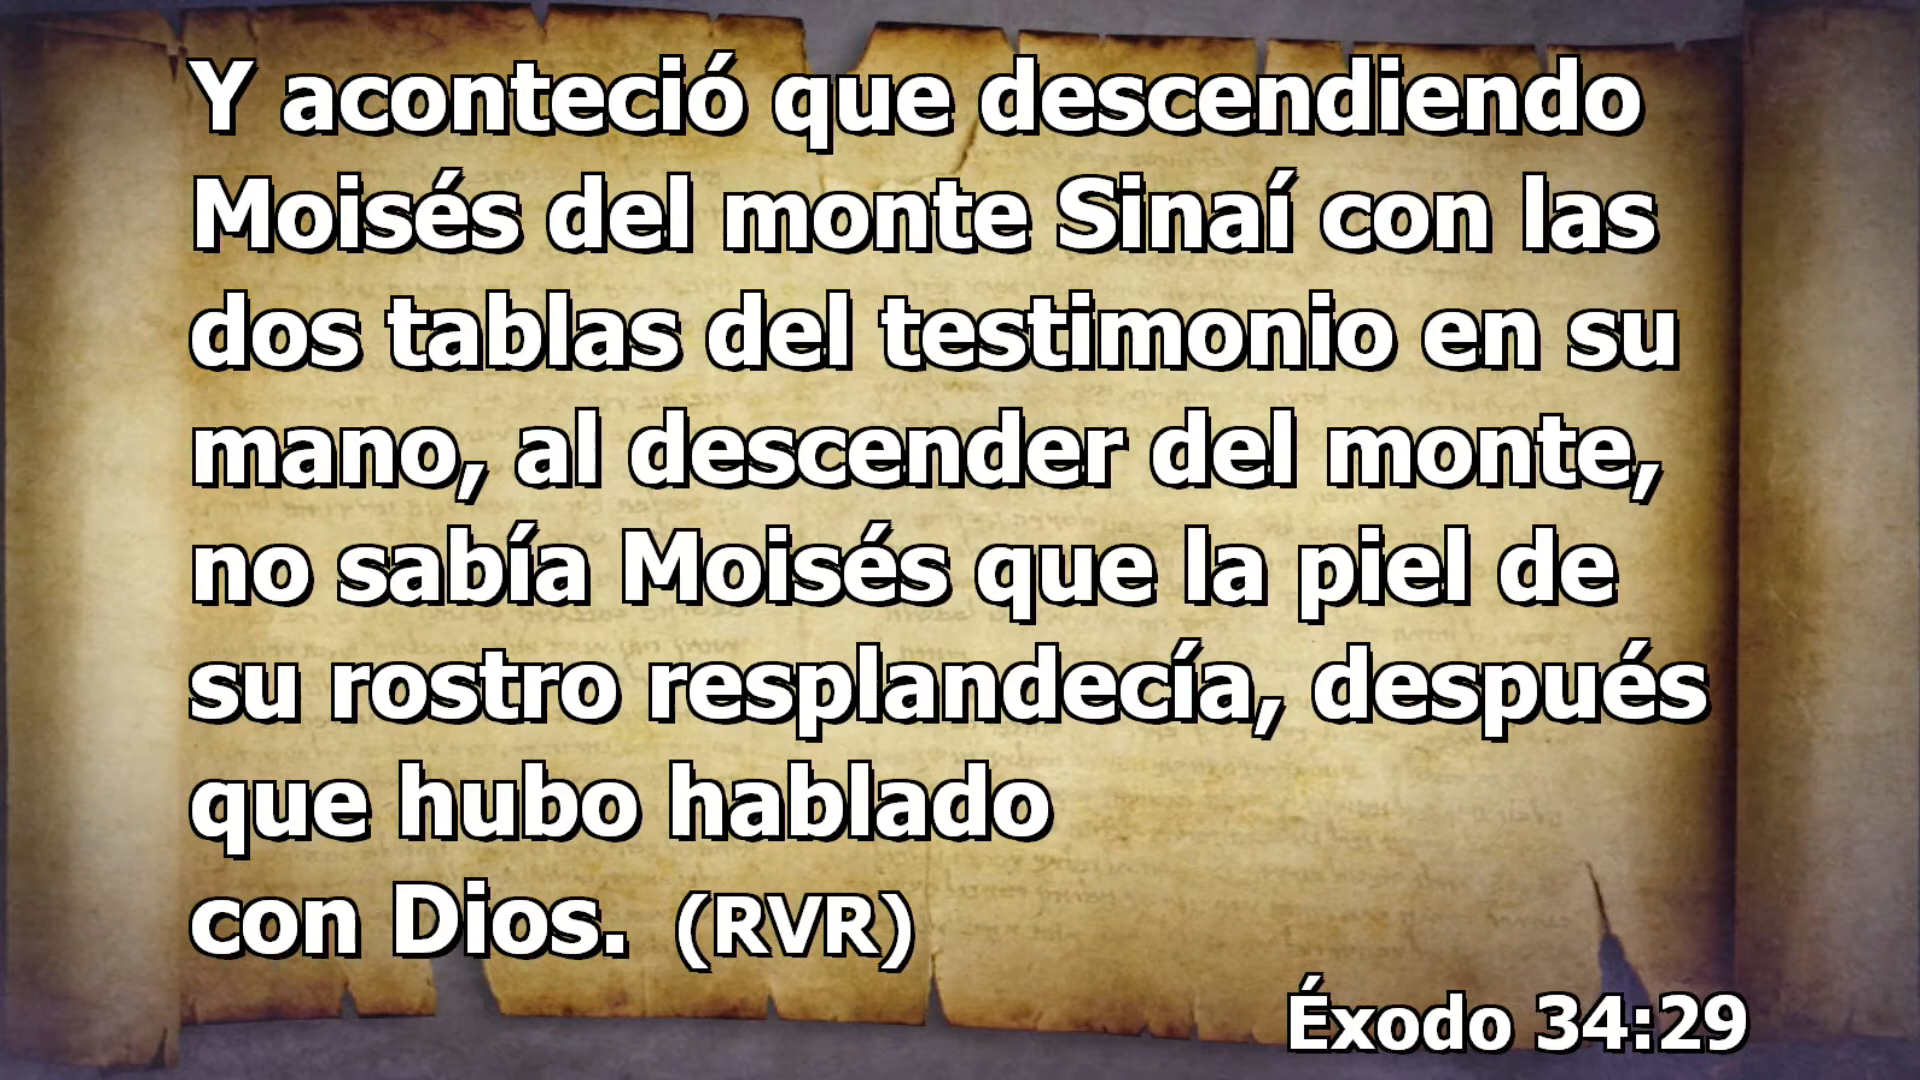 Y aconteció que descendiendo
Moisés del monte Sinaí con las
dos tablas del testimonio en su
mano, al descender del monte,
no sabía Moisés que la piel de
su rostro resplandecía, después
que hubo hablado
con Dios. (RVR)
Éxodo 34:29